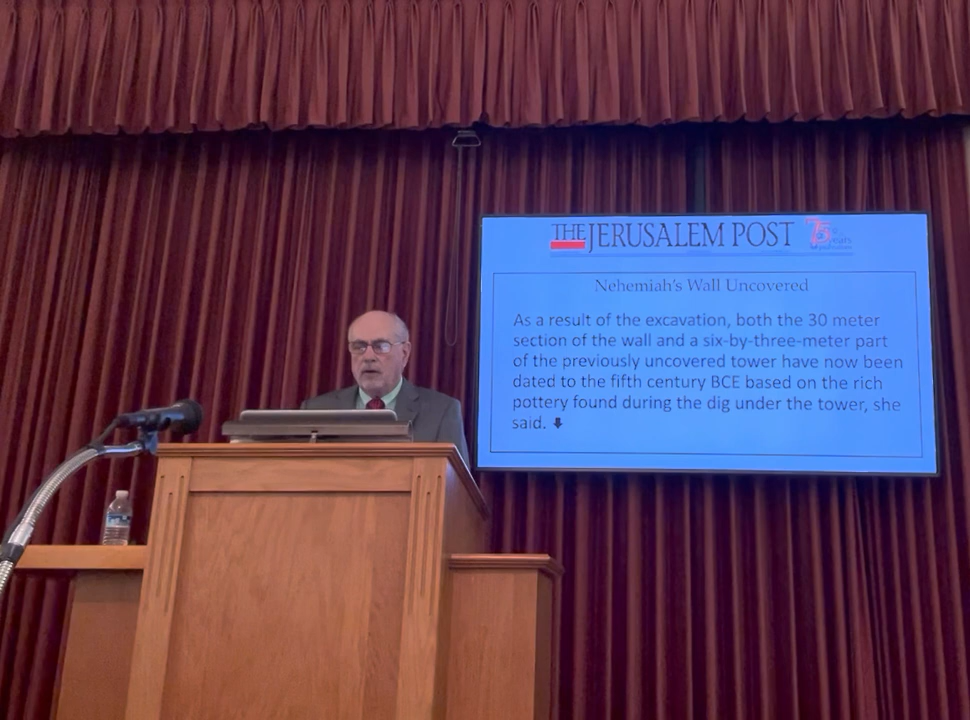 THE JERUSALEM POST 75 years
Nehemiah's Wall Uncovered
As a result of the excavation, both the 30 meter
section of the wall and a six-by-three-meter part
of the previously uncovered tower have now been
dated to the fifth century BCE based on the rich
pottery found during the dig under the tower, she
said.